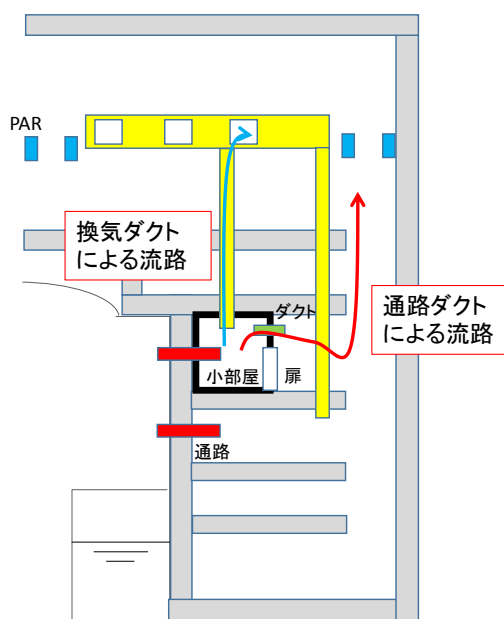 PAR
換気ダクト
による流路
ダクト
通路ダクト
による流路
小部屋
扉
通路